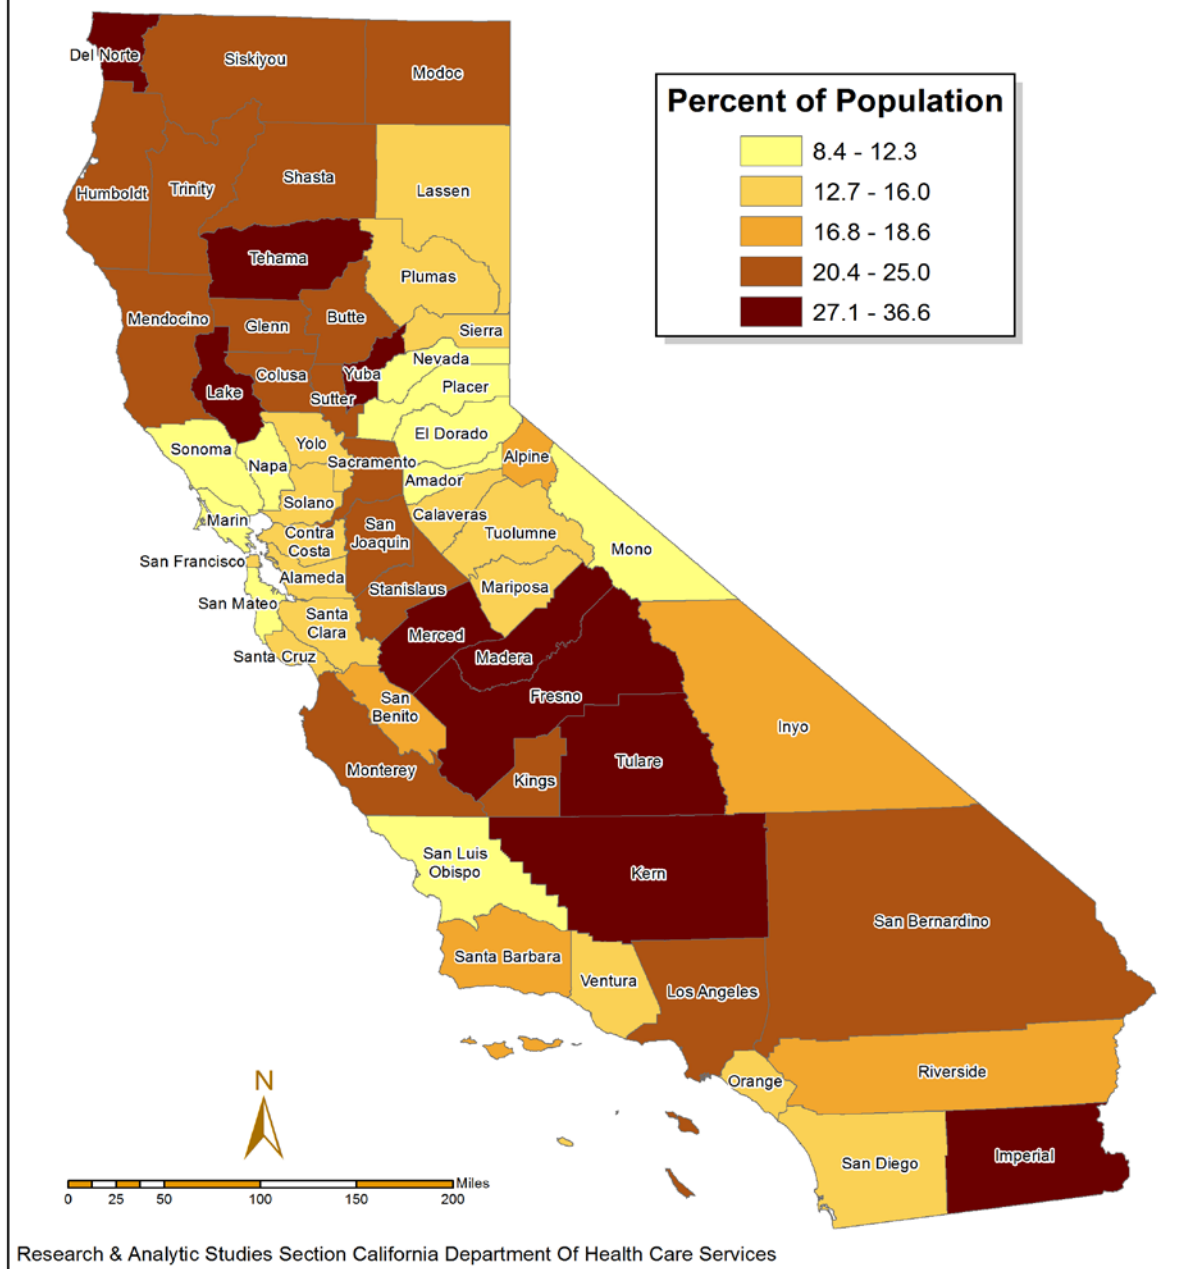 Percent of Population
8.4 - 12.3
12.7 - 16.0
16.8 - 18.6
20.4 - 25.0
27.1 - 36.6
Del Norte
Siskiyou
Modoc
Humboldt
Trinity
Shasta
Lassen
Tehama
Plumas
Mendocino
Glenn
Butte
Sierra
Nevada
Lake
Colusa
Yuba
Placer
Sutter
El Dorado
Sonoma
Napa
Yolo
Sacramento
Alpine
Amador
Solano
Calaveras
Marin
Contra
Costa
San
Joaquin
Tuolumne
Mono
San Francisco
Alameda
Stanislaus
Mariposa
San Mateo
Santa
Clara
Merced
Santa Cruz
Madera
San
Benito
Fresno
Inyo
Monterey
Kings
Tulare
San Luis
Obispo
Kern
San Bernardino
Santa Barbara
Ventura
Los Angeles
Orange
Riverside
San Diego
Imperial
N
Miles
0 25 50 100 150 200
Research & Analytic Studies Section California Department Of Health Care Services